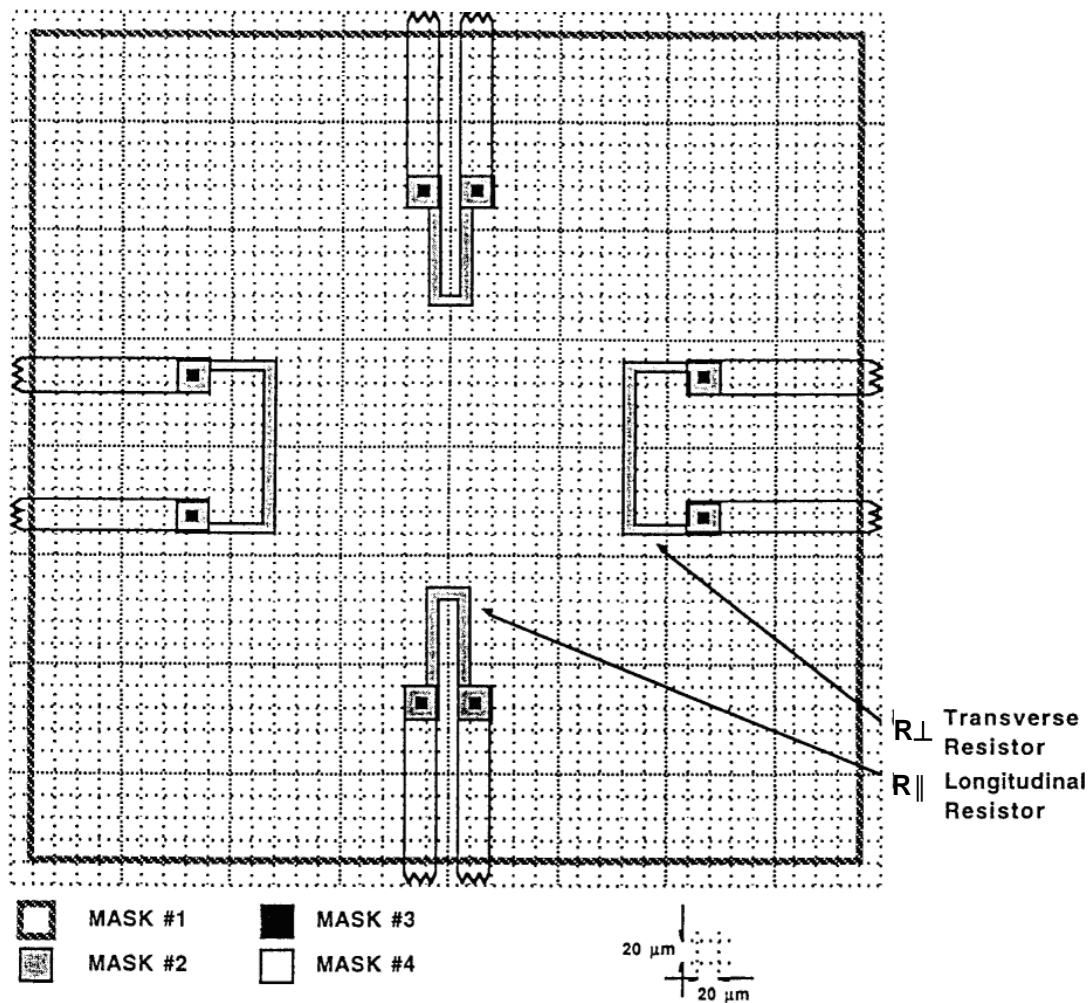 R⊥ Transverse
Resistor
R∥ Longitudinal
Resistor
MASK #1
MASK #3
MASK #2
MASK #4
20 µm
20 µm